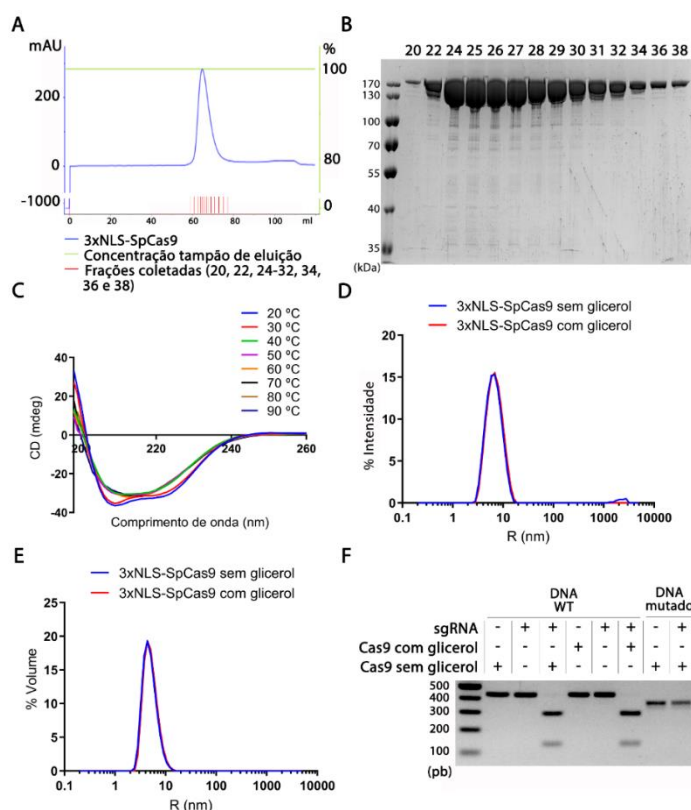 A
mAU
%
200
0
-1000
100
80
0
0 20 40 60 80 100 ml
3xNLS-SpCas9
Concentração tampão de eluição
Frações coletadas (20, 22, 24-32, 34,
36 e 38)
B
20 22 24 25 26 27 28 29 30 31 32 34 36 38
170
130
100
70
55
40
35
(kDa)
C
20 ºC
30 ºC
40 ºC
50 ºC
60 ºC
70 ºC
80 ºC
90 ºC
CD (mdeg)
40
20
0
-20
-40
200 220 240 260
Comprimento de onda (nm)
D
3xNLS-SpCas9 sem glicerol
3xNLS-SpCas9 com glicerol
% Intensidade
20
15
10
5
0
0.1 1 10 100 1000 10000
R (nm)
E
3xNLS-SpCas9 sem glicerol
3xNLS-SpCas9 com glicerol
% Volume
25
20
15
10
5
0
0.1 1 10 100 1000 10000
R (nm)
F
DNA
WT
DNA
mutado
sgRNA - + + - + + - +
Cas9 com glicerol - - - + - + - -
Cas9 sem glicerol + - + - - - + +
500
400
300
200
100
(pb)